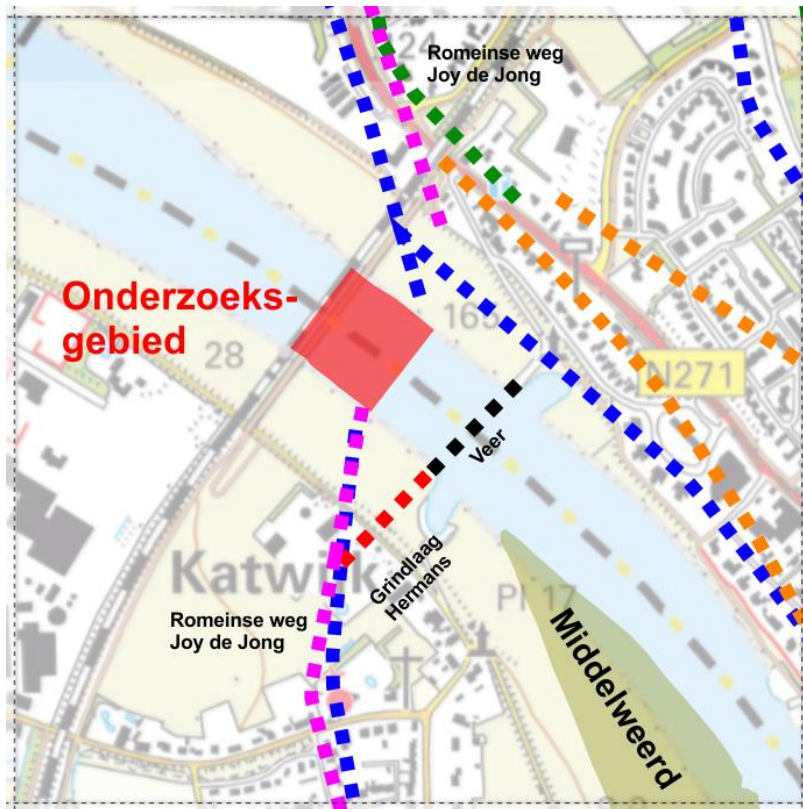 124
Romeinse weg
Joy de Jong
Onderzoeks-
gebied
165
28
N271
Veer
Katwijk
Grindlaag
Hermans
Pl 17
Romeinse weg
Joy de Jong
Middelweerd